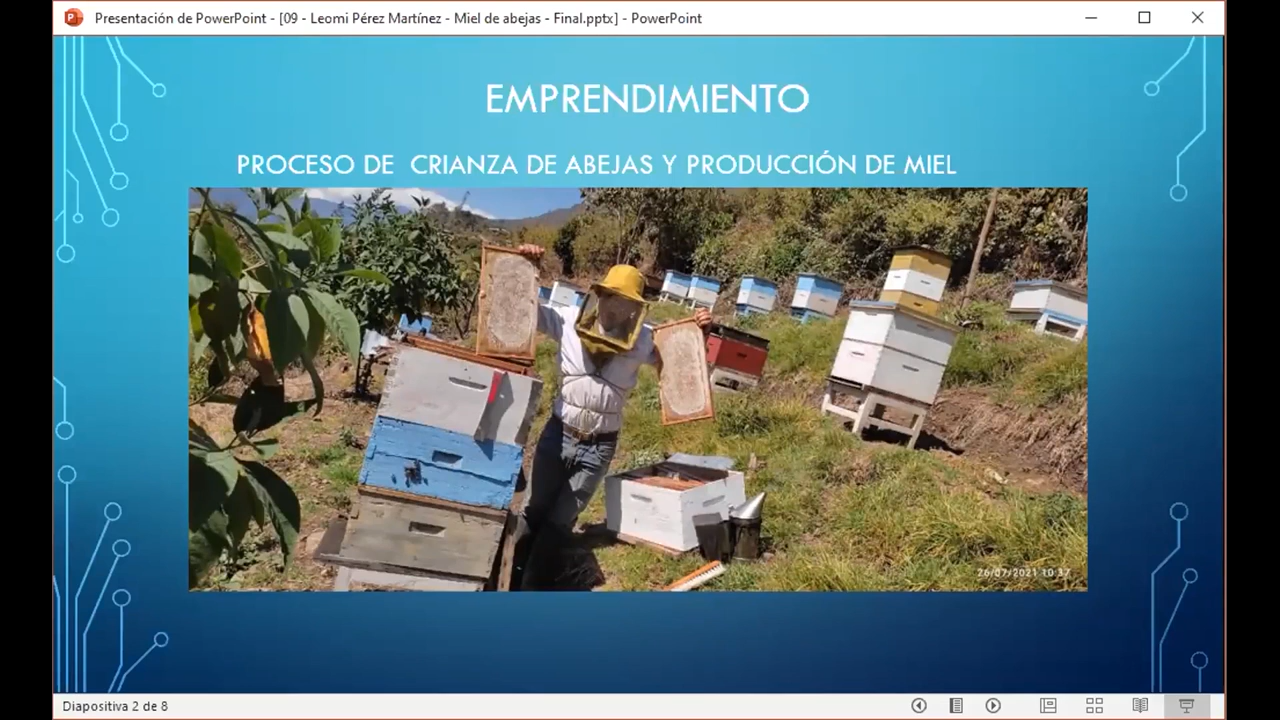 Presentación de PowerPoint - [09 - Leomi Pérez Martínez - Miel de abejas - Final.pptx] - PowerPoint
EMPRENDIMIENTO
PROCESO DE CRIANZA DE ABEJAS Y PRODUCCIÓN DE MIEL
26/07/2021 10:37
Diapositiva 2 de 8